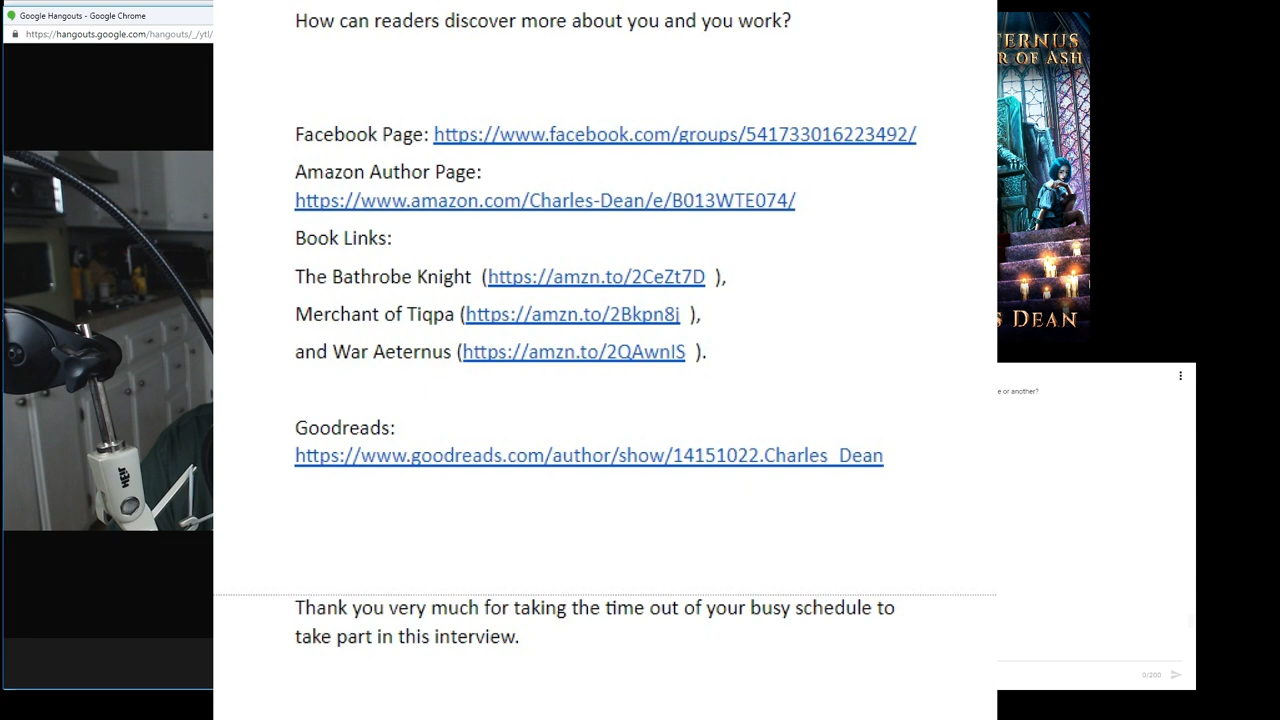 Google Hangouts - Google Chrome
https://hangouts.google.com/hangouts/_/ytl/
How can readers discover more about you and you work?
Facebook Page: https://www.facebook.com/groups/541733016223492/
Amazon Author Page:
https://www.amazon.com/Charles-Dean/e/B013WTE074/
Book Links:
The Bathrobe Knight (https://amzn.to/2CeZt7D ),
Merchant of Tiqpa (https://amzn.to/2Bkpn8j ),
and War Aeternus (https://amzn.to/2QAwnIS ).
Goodreads:
https://www.goodreads.com/author/show/14151022.Charles_Dean
Thank you very much for taking the time out of your busy schedule to
take part in this interview.
TERNUS
R OF ASH
S DEAN
e or another?
0/200
Heil